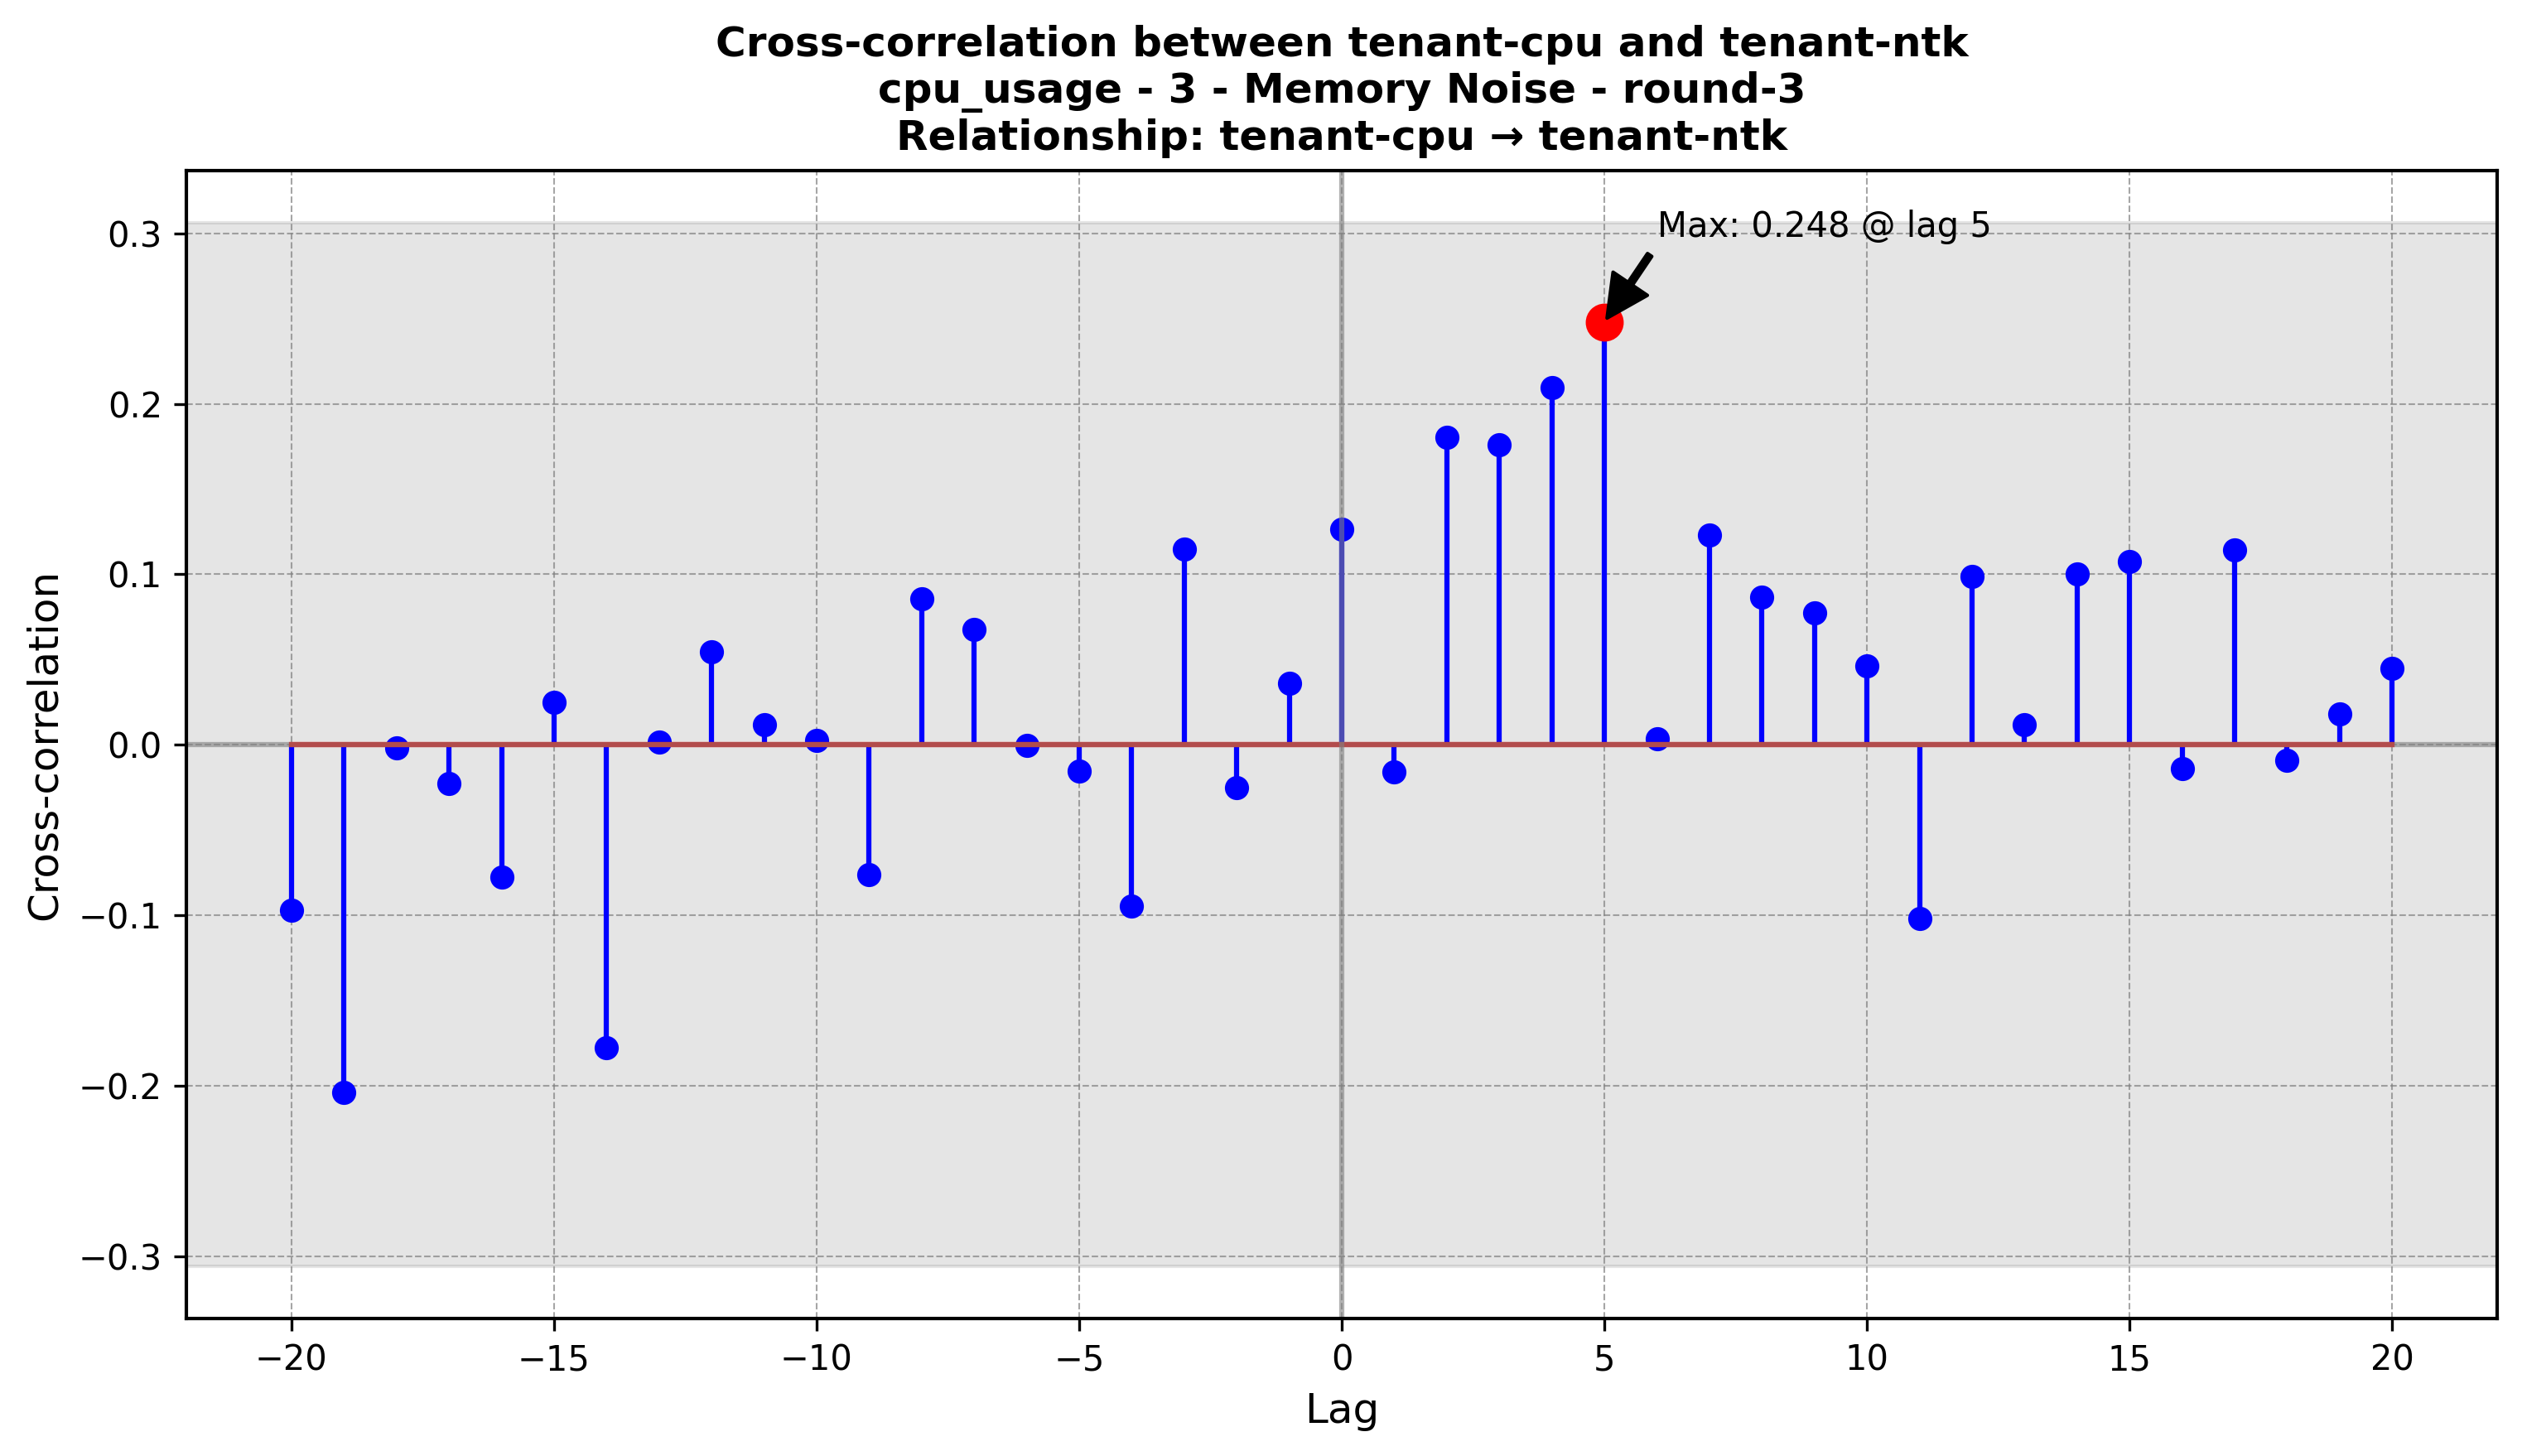 Cross-correlation between tenant-cpu and tenant-ntk
cpu_usage - 3 - Memory Noise - round-3
Relationship: tenant-cpu → tenant-ntk
Max: 0.248 @ lag 5
0.3
0.2
0.1
0.0
−0.1
−0.2
−0.3
Cross-correlation
−20
−15
−10
−5
0
5
10
15
20
Lag